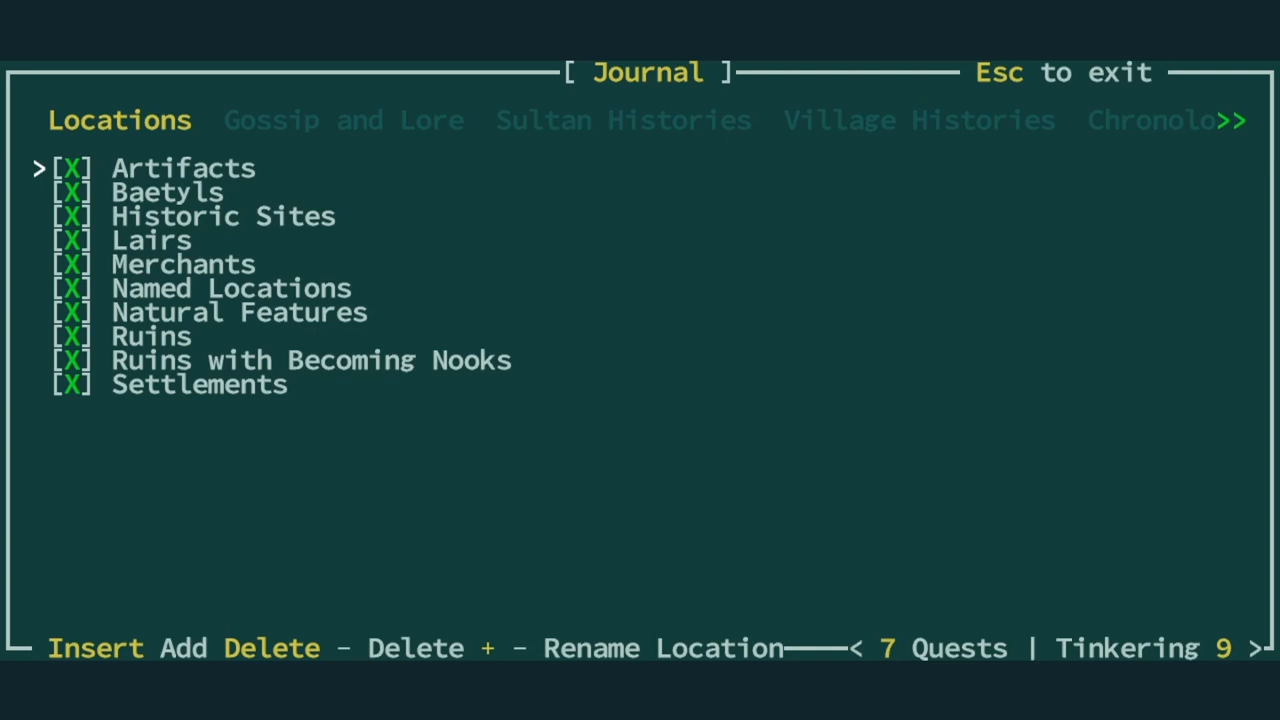 [ Journal ] Esc to exit
Locations Gossip and Lore Sultan Histories Village Histories Chronolo>>
>[X] Artifacts
[X] Baetyls
[X] Historic Sites
[X] Lairs
[X] Merchants
[X] Named Locations
[X] Natural Features
[X] Ruins
[X] Ruins with Becoming Nooks
[X] Settlements
Insert Add Delete - Delete + - Rename Location < 7 Quests | Tinkering 9 >